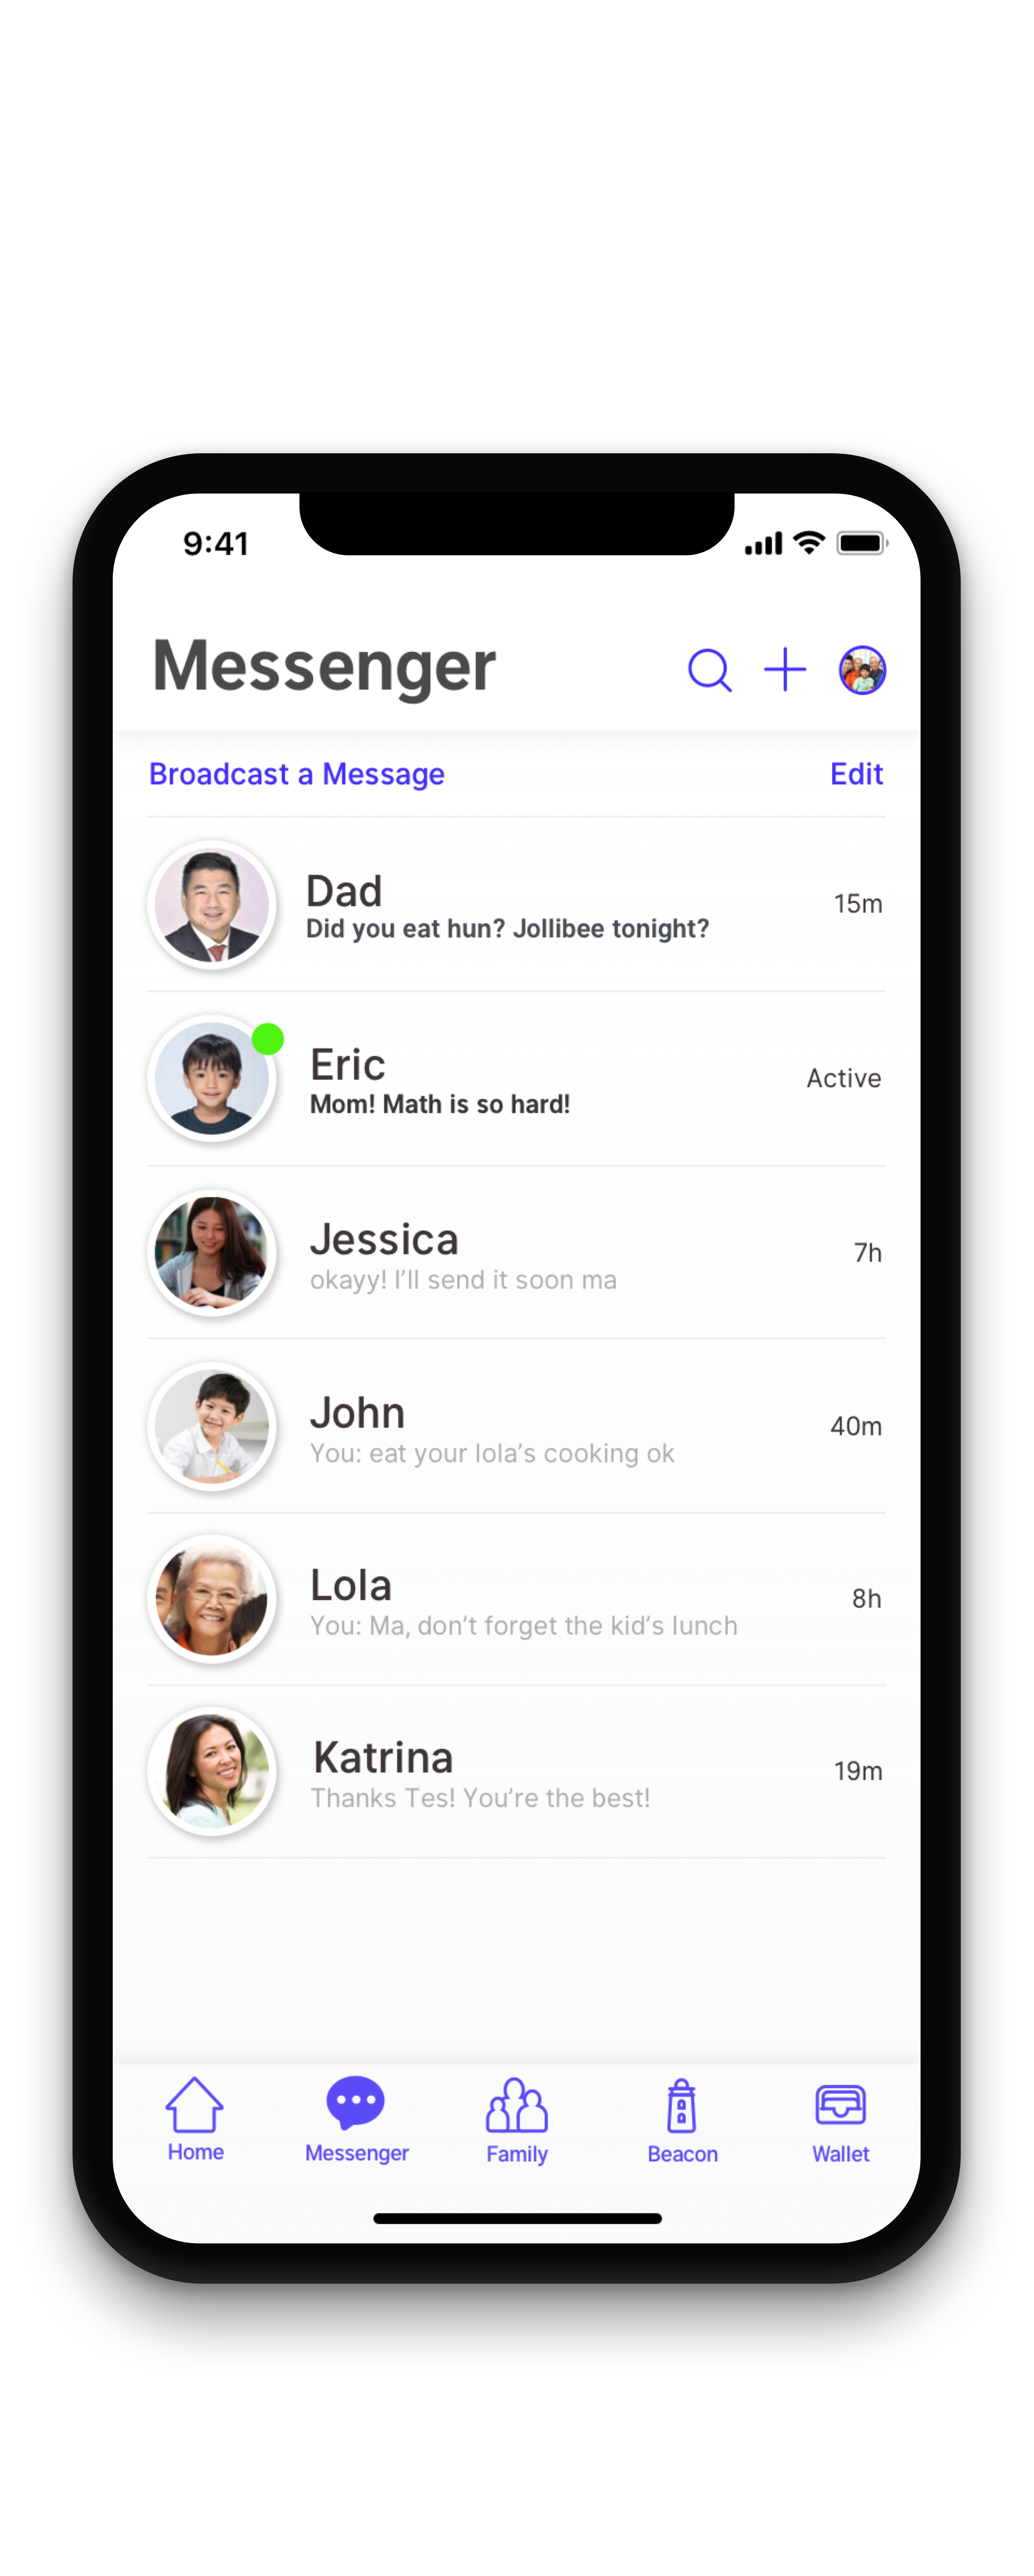 9:41
Messenger
Broadcast a Message Edit
Dad
15m
Did you eat hun? Jollibee tonight?
Eric
Active
Mom! Math is so hard!
Jessica
7h
okayy! I’ll send it soon ma
John
40m
You: eat your lola’s cooking ok
Lola
8h
You: Ma, don’t forget the kid’s lunch
Katrina
19m
Thanks Tes! You’re the best!
Home Messenger Family Beacon Wallet